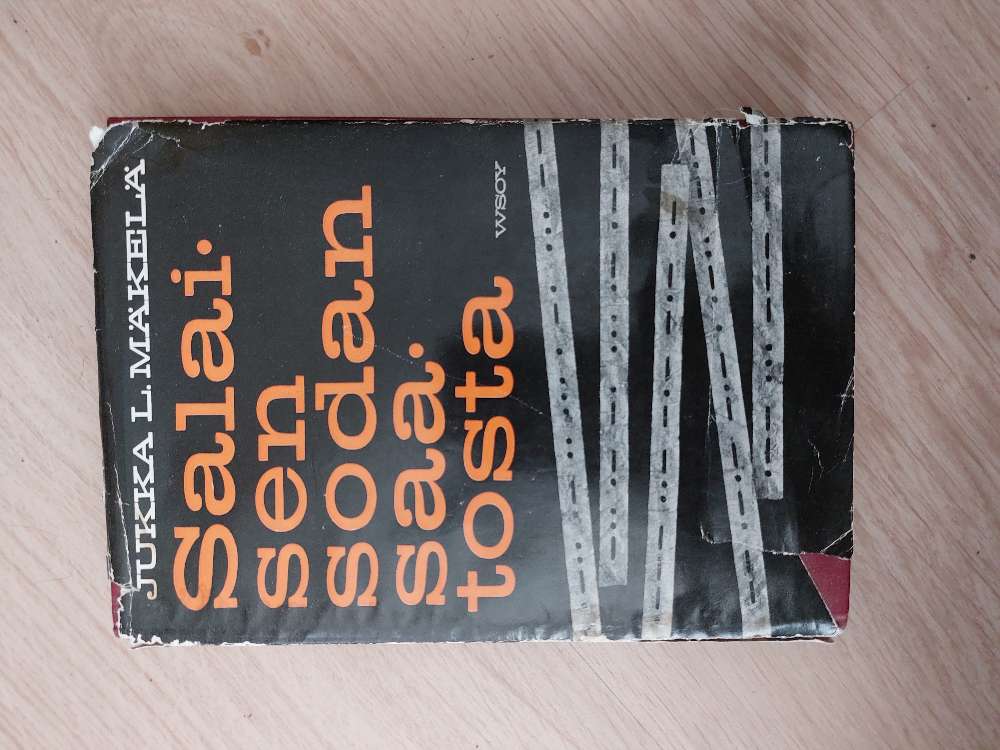 JUKKA L. MÄKELÄ
Salai.
sen
sodan
saa.
tosta
WSOY